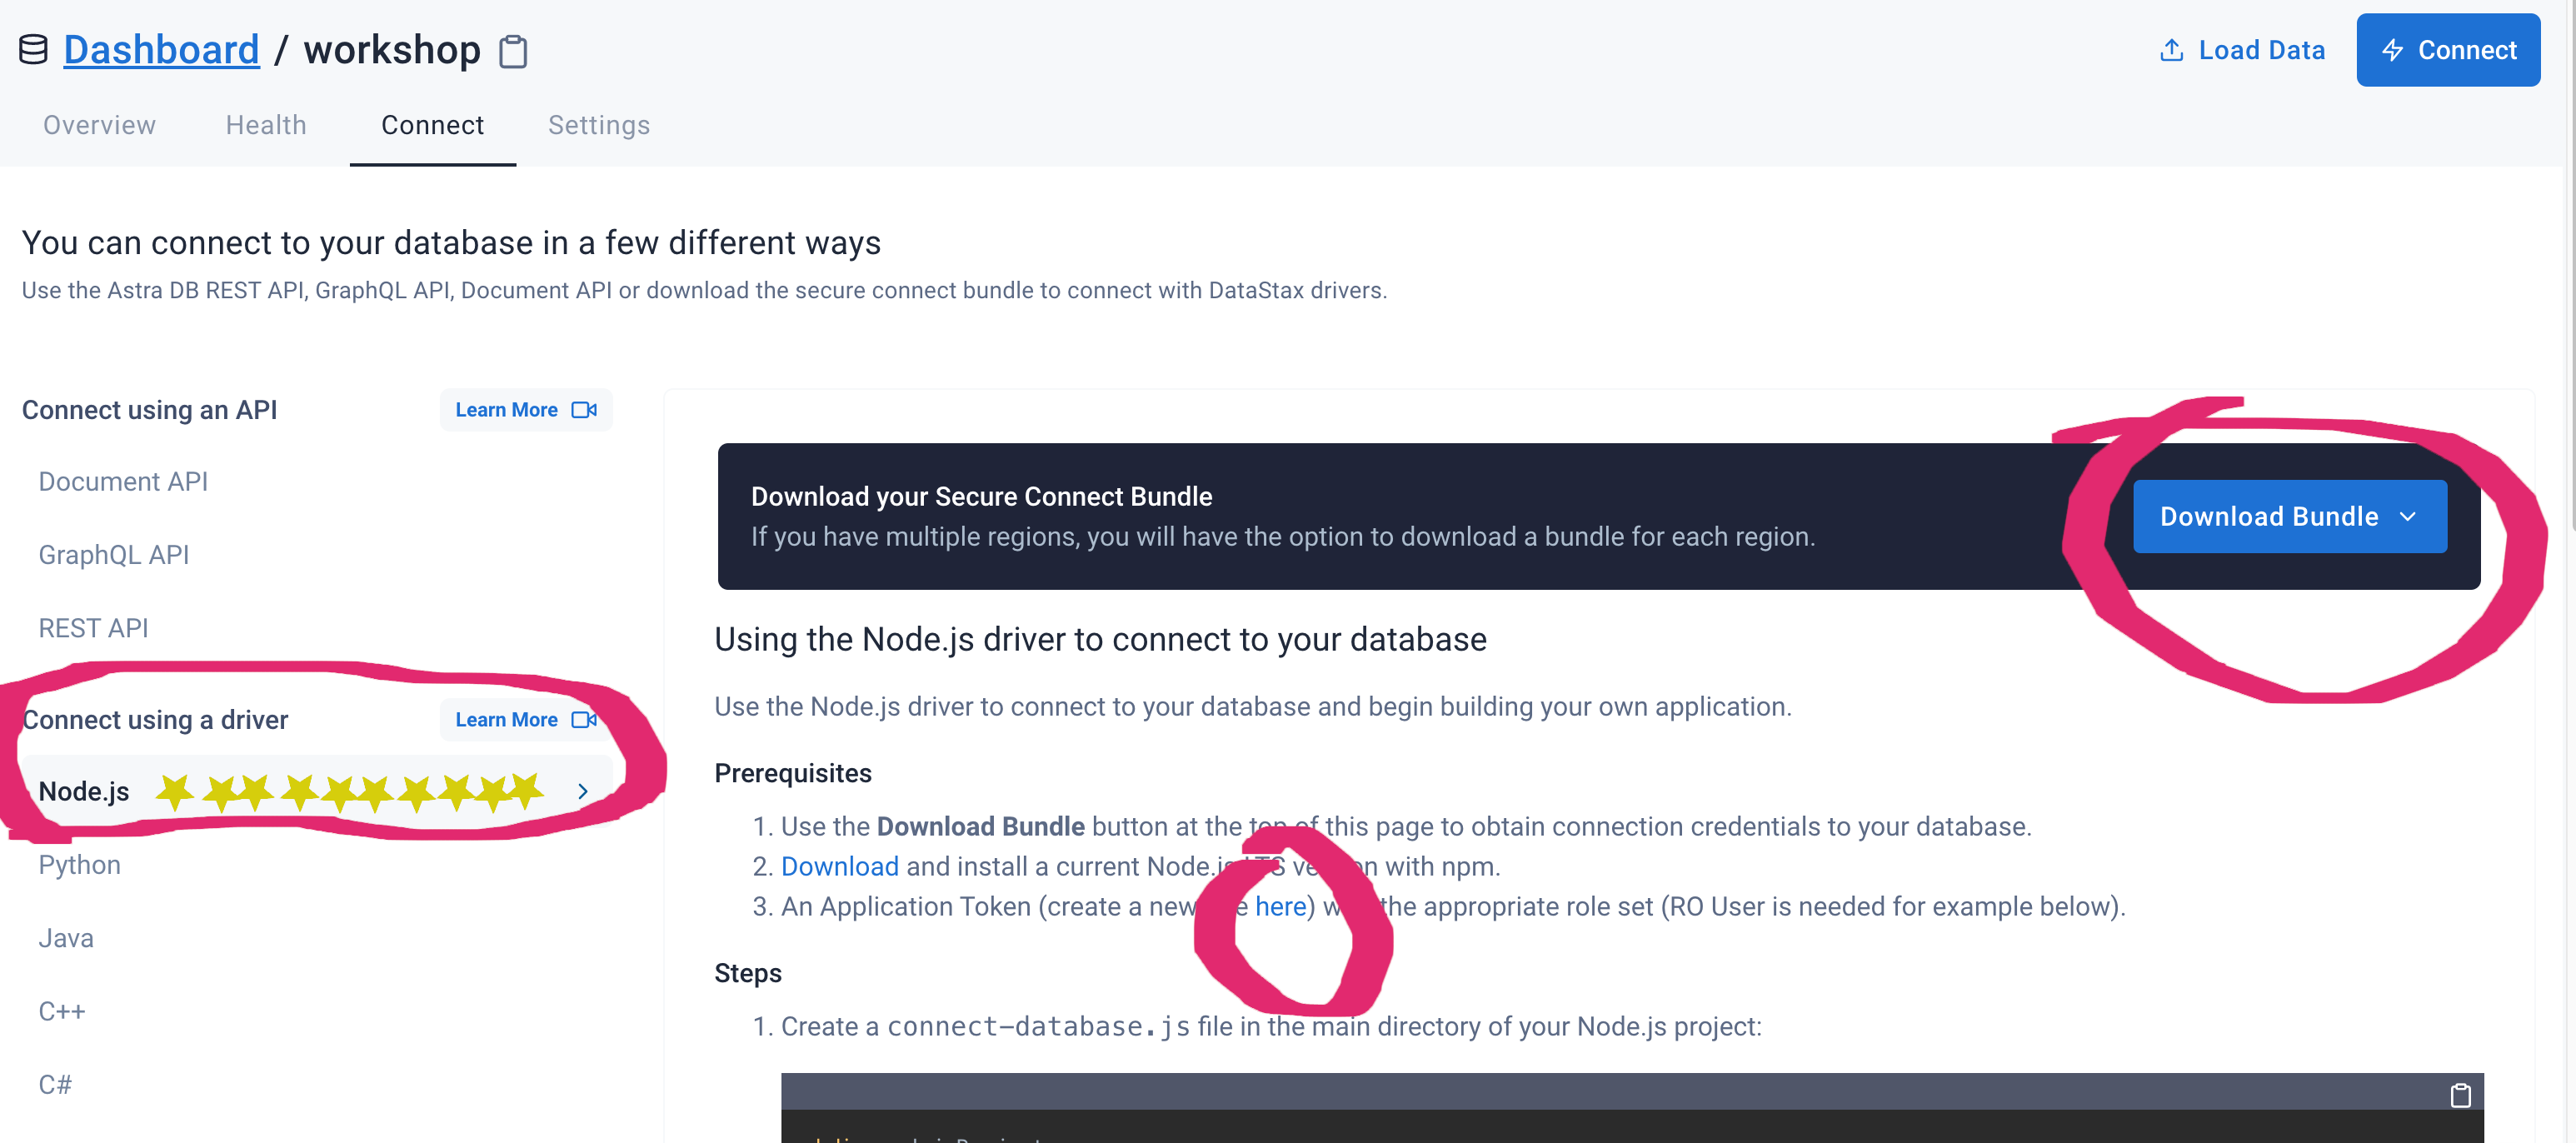 Dashboard / workshop
Load Data
Connect
Overview
Health
Connect
Settings
You can connect to your database in a few different ways
Use the Astra DB REST API, GraphQL API, Document API or download the secure connect bundle to connect with DataStax drivers.
Connect using an API
Learn More
Document API
GraphQL API
REST API
Connect using a driver
Learn More
Node.js
Python
Java
C++
C#
Download your Secure Connect Bundle
If you have multiple regions, you will have the option to download a bundle for each region.
Download Bundle
Using the Node.js driver to connect to your database
Use the Node.js driver to connect to your database and begin building your own application.
Prerequisites
1. Use the Download Bundle button at the top of this page to obtain connection credentials to your database.
2. Download and install a current Node.js LTS version with npm.
3. An Application Token (create a new here) the appropriate role set (RO User is needed for example below).
Steps
1. Create a connect-database.js file in the main directory of your Node.js project: